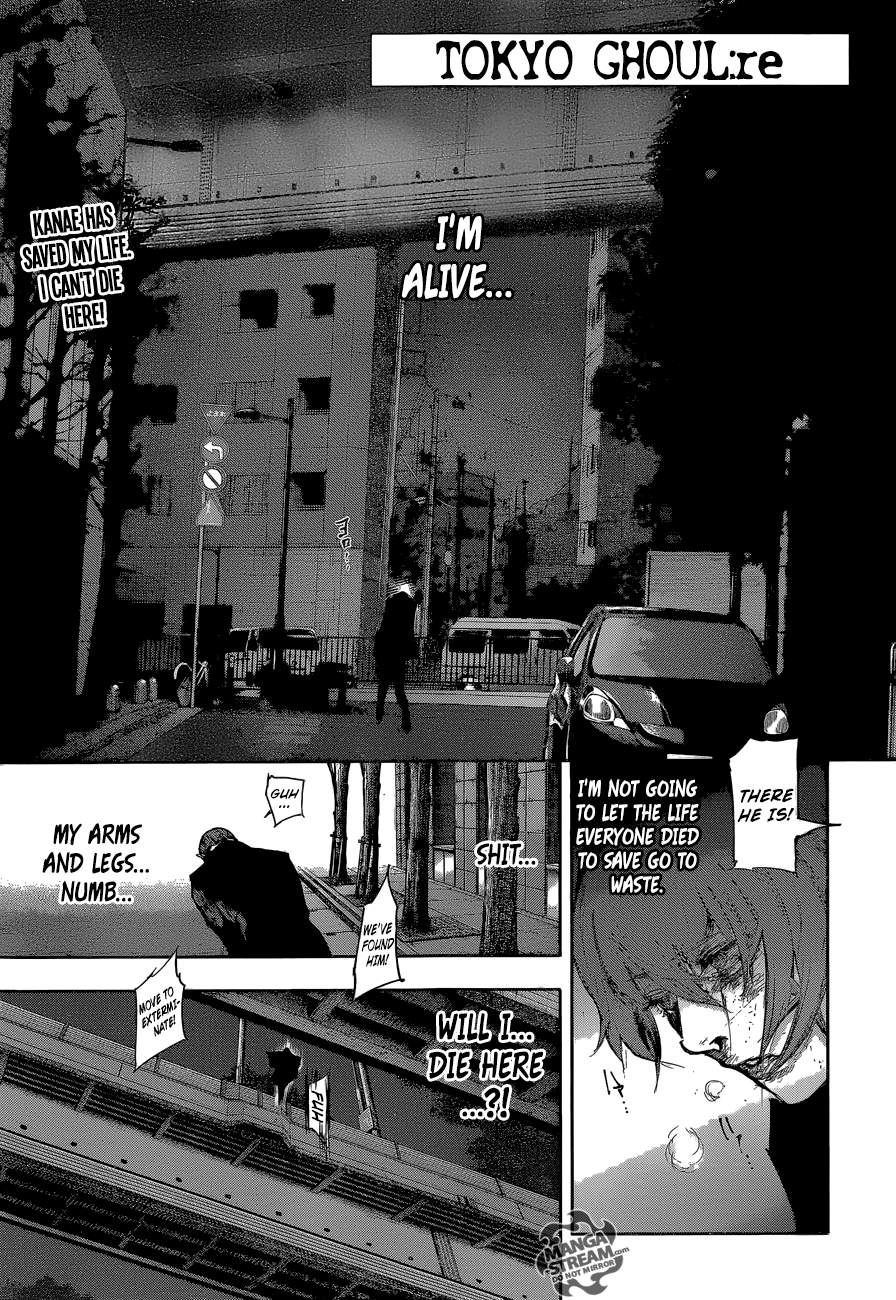 TOKYO GHOUL:re
I'M
ALIVE...
KANAE HAS
SAVED MY LIFE.
I CAN'T DIE
HERE!
THERE
HE IS!
I'M NOT GOING
TO LET THE LIFE
EVERYONE DIED
TO SAVE GO TO
WASTE.
SHIT...
GUH
...
MY ARMS
AND LEGS...
NUMB...
WE'VE
FOUND
HIM!
MOVE TO
EXTERMI-
NATE!
WILL I...
DIE HERE
...?!
FUH
MANGA
STREAM.com
DO NOT MIRROR